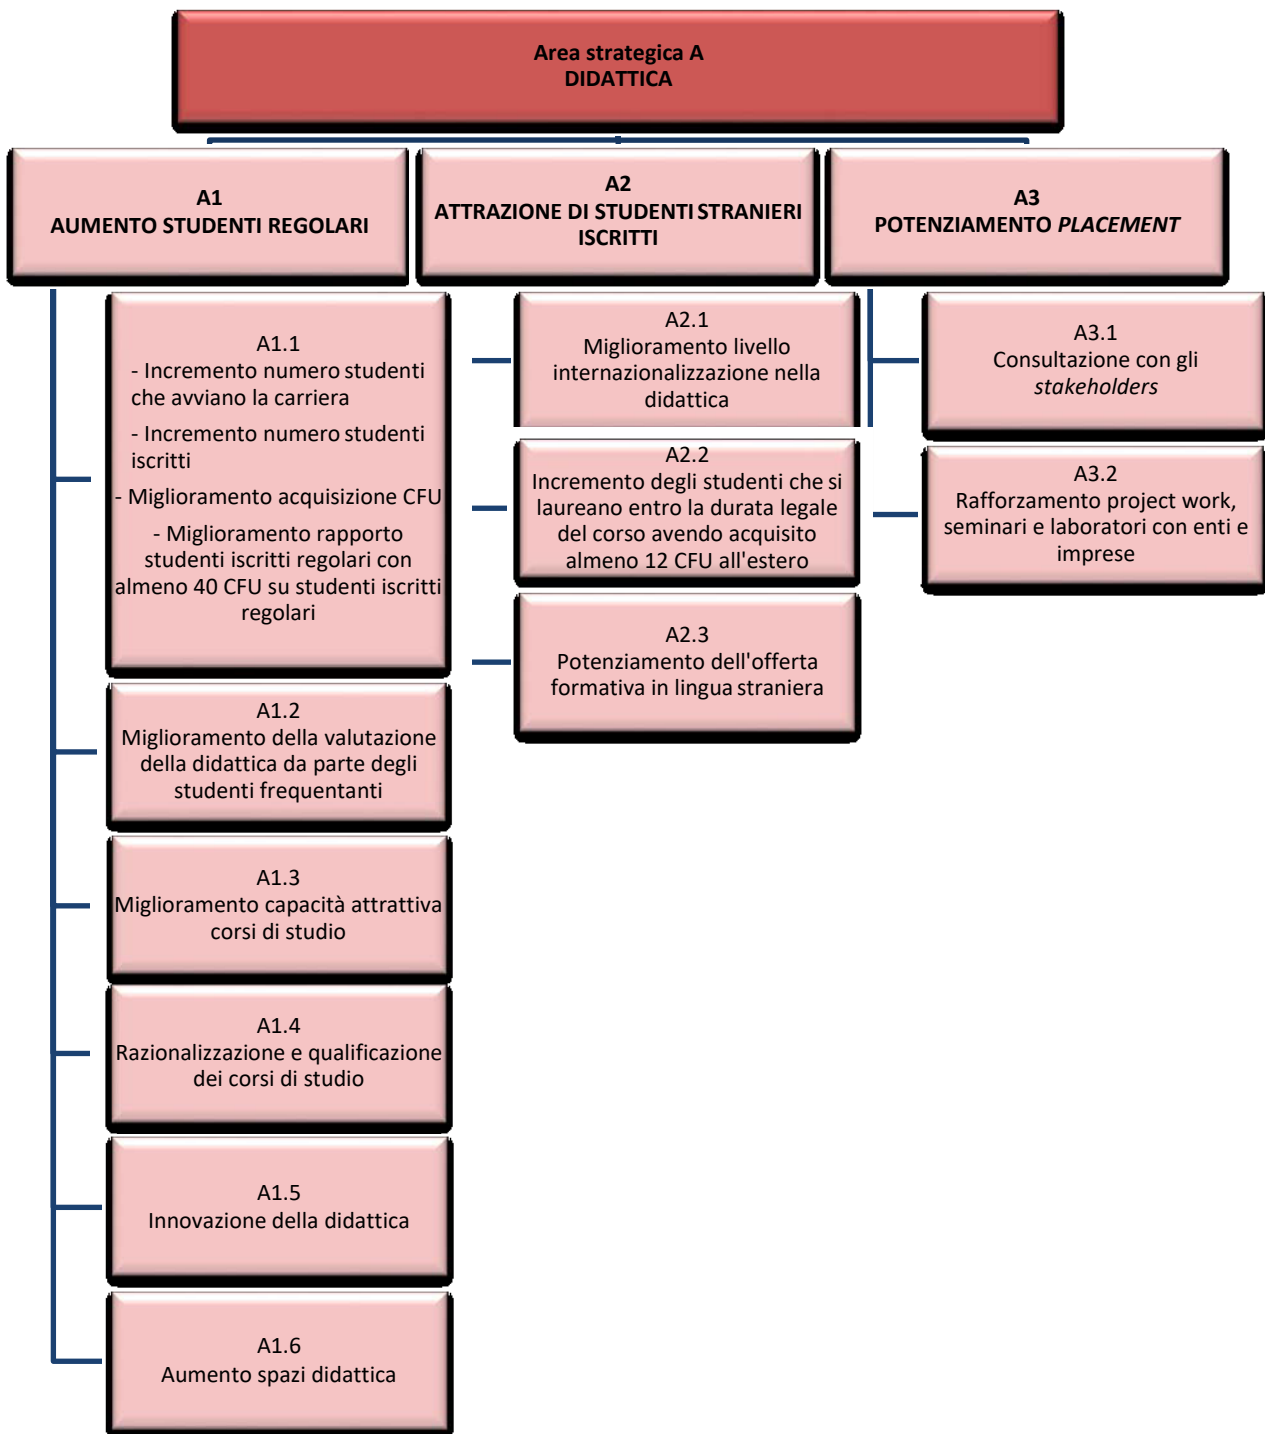 Area strategica A
DIDATTICA
A1
AUMENTO STUDENTI REGOLARI
A2
ATTRAZIONE DI STUDENTI STRANIERI
ISCRITTI
A3
POTENZIAMENTO PLACEMENT
A1.1
- Incremento numero studenti
che avviano la carriera
- Incremento numero studenti
iscritti
- Miglioramento acquisizione CFU
- Miglioramento rapporto
studenti iscritti regolari con
almeno 40 CFU su studenti iscritti
regolari
A1.2
Miglioramento della valutazione
della didattica da parte degli
studenti frequentanti
A1.3
Miglioramento capacità attrattiva
corsi di studio
A1.4
Razionalizzazione e qualificazione
dei corsi di studio
A1.5
Innovazione della didattica
A1.6
Aumento spazi didattica
A2.1
Miglioramento livello
internazionalizzazione nella
didattica
A2.2
Incremento degli studenti che si
laureano entro la durata legale
del corso avendo acquisito
almeno 12 CFU all'estero
A2.3
Potenziamento dell'offerta
formativa in lingua straniera
A3.1
Consultazione con gli
stakeholders
A3.2
Rafforzamento project work,
seminari e laboratori con enti e
imprese